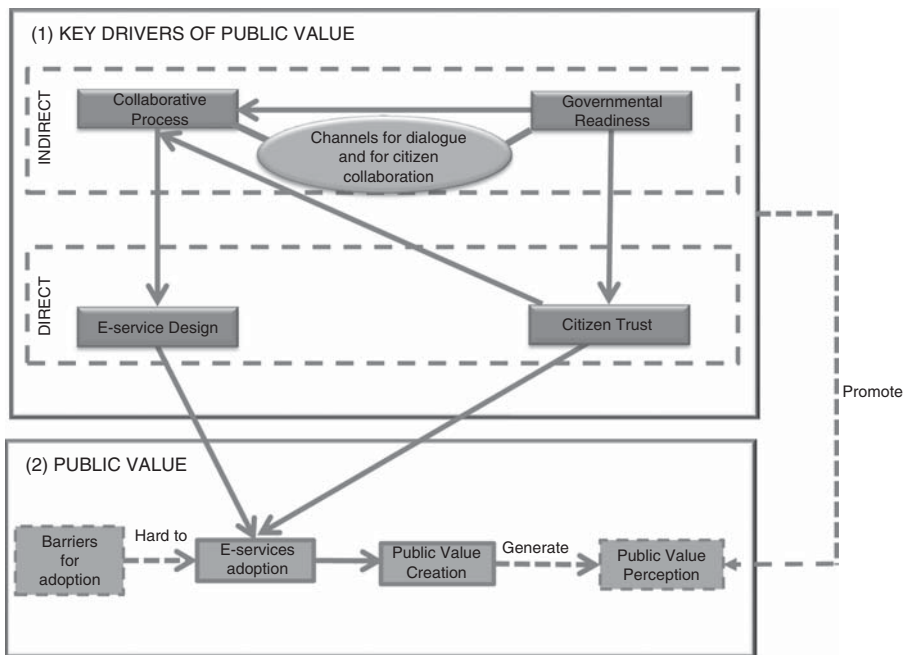 (1) KEY DRIVERS OF PUBLIC VALUE
INDIRECT
Collaborative
Process
Governmental
Readiness
Channels for dialogue
and for citizen
collaboration
DIRECT
E-service Design
Citizen Trust
Promote
(2) PUBLIC VALUE
Barriers
for
adoption
Hard to
E-services
adoption
Public Value
Creation
Generate
Public Value
Perception